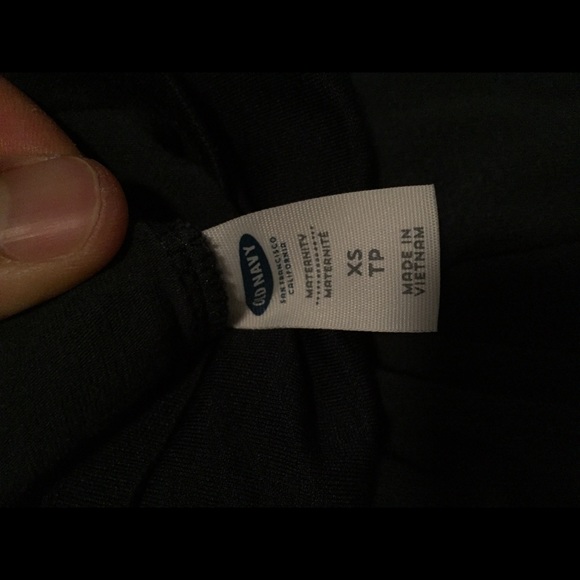 OLD NAVY
SAN FRANCISCO
CALIFORNIA
MATERNITY
MATERNITÉ
XS
TP
MADE IN
VIETNAM